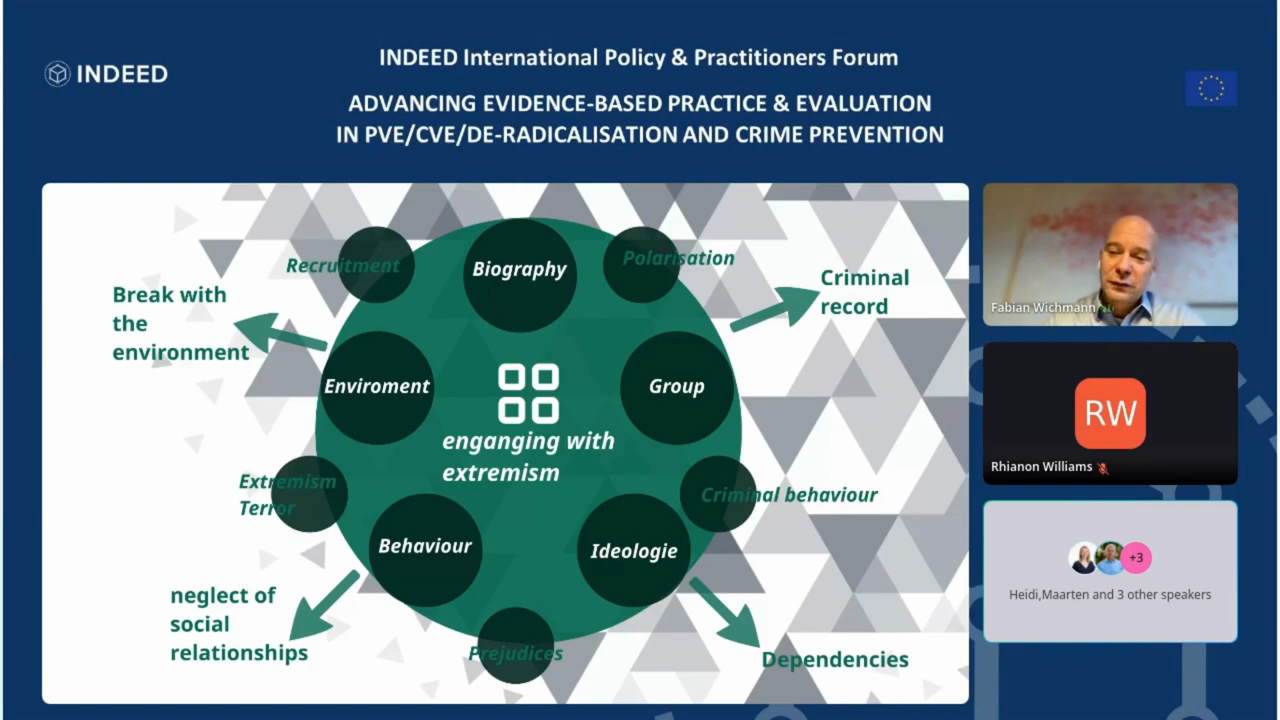 INDEED
INDEED International Policy & Practitioners Forum
ADVANCING EVIDENCE-BASED PRACTICE & EVALUATION
IN PVE/CVE/DE-RADICALISATION AND CRIME PREVENTION
Recruitment
Biography
Polarisation
Break with
the
environment
Criminal
record
Enviroment
Group
enganging with
extremism
Extremism
Terror
Criminal behaviour
Behaviour
Ideologie
neglect of
social
relationships
Prejudices
Dependencies
Fabian Wichmann
RW
Rhianon Williams
+3
Heidi,Maarten and 3 other speakers